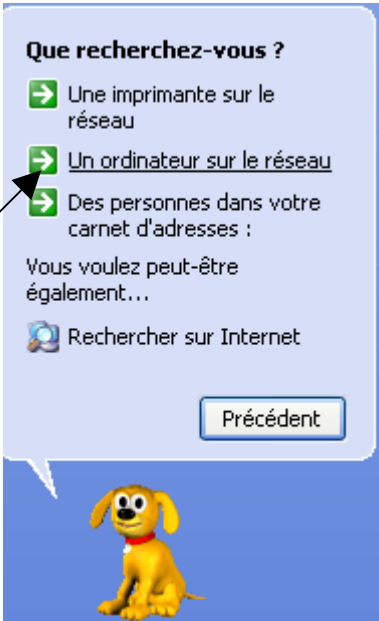 Que recherchez-vous ?
Une imprimante sur le
réseau
Un ordinateur sur le réseau
Des personnes dans votre
carnet d'adresses :
Vous voulez peut-être
également...
Rechercher sur Internet
Précédent